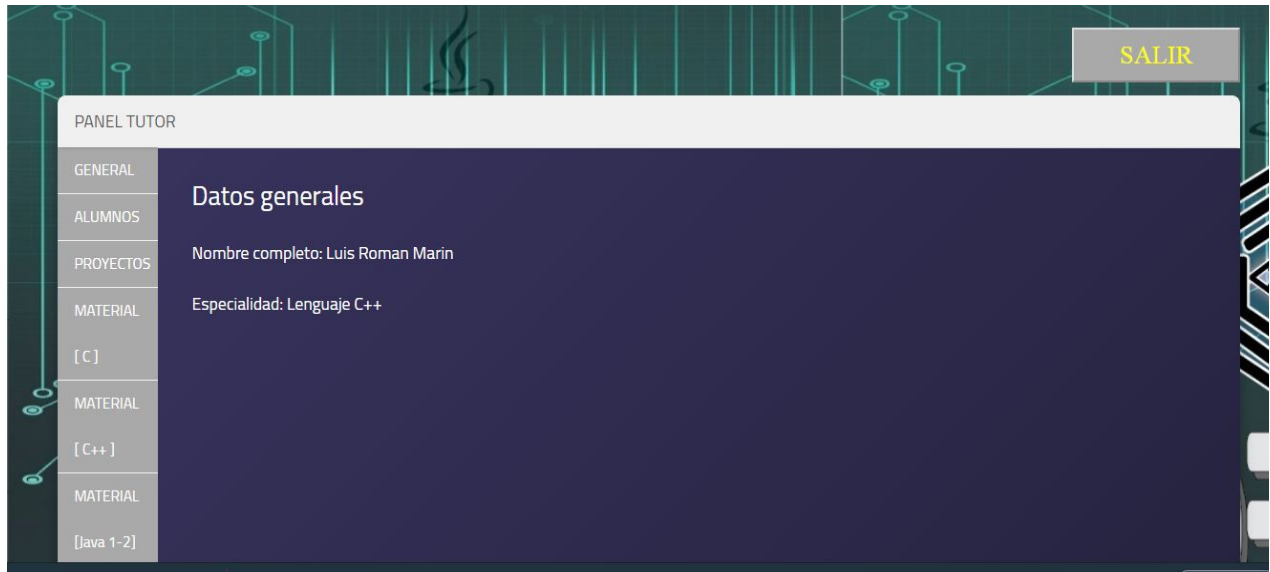 SALIR
PANEL TUTOR
GENERAL
ALUMNOS
PROYECTOS
MATERIAL
[ C ]
MATERIAL
[ C++ ]
MATERIAL
[Java 1-2]
Datos generales
Nombre completo: Luis Roman Marin
Especialidad: Lenguaje C++